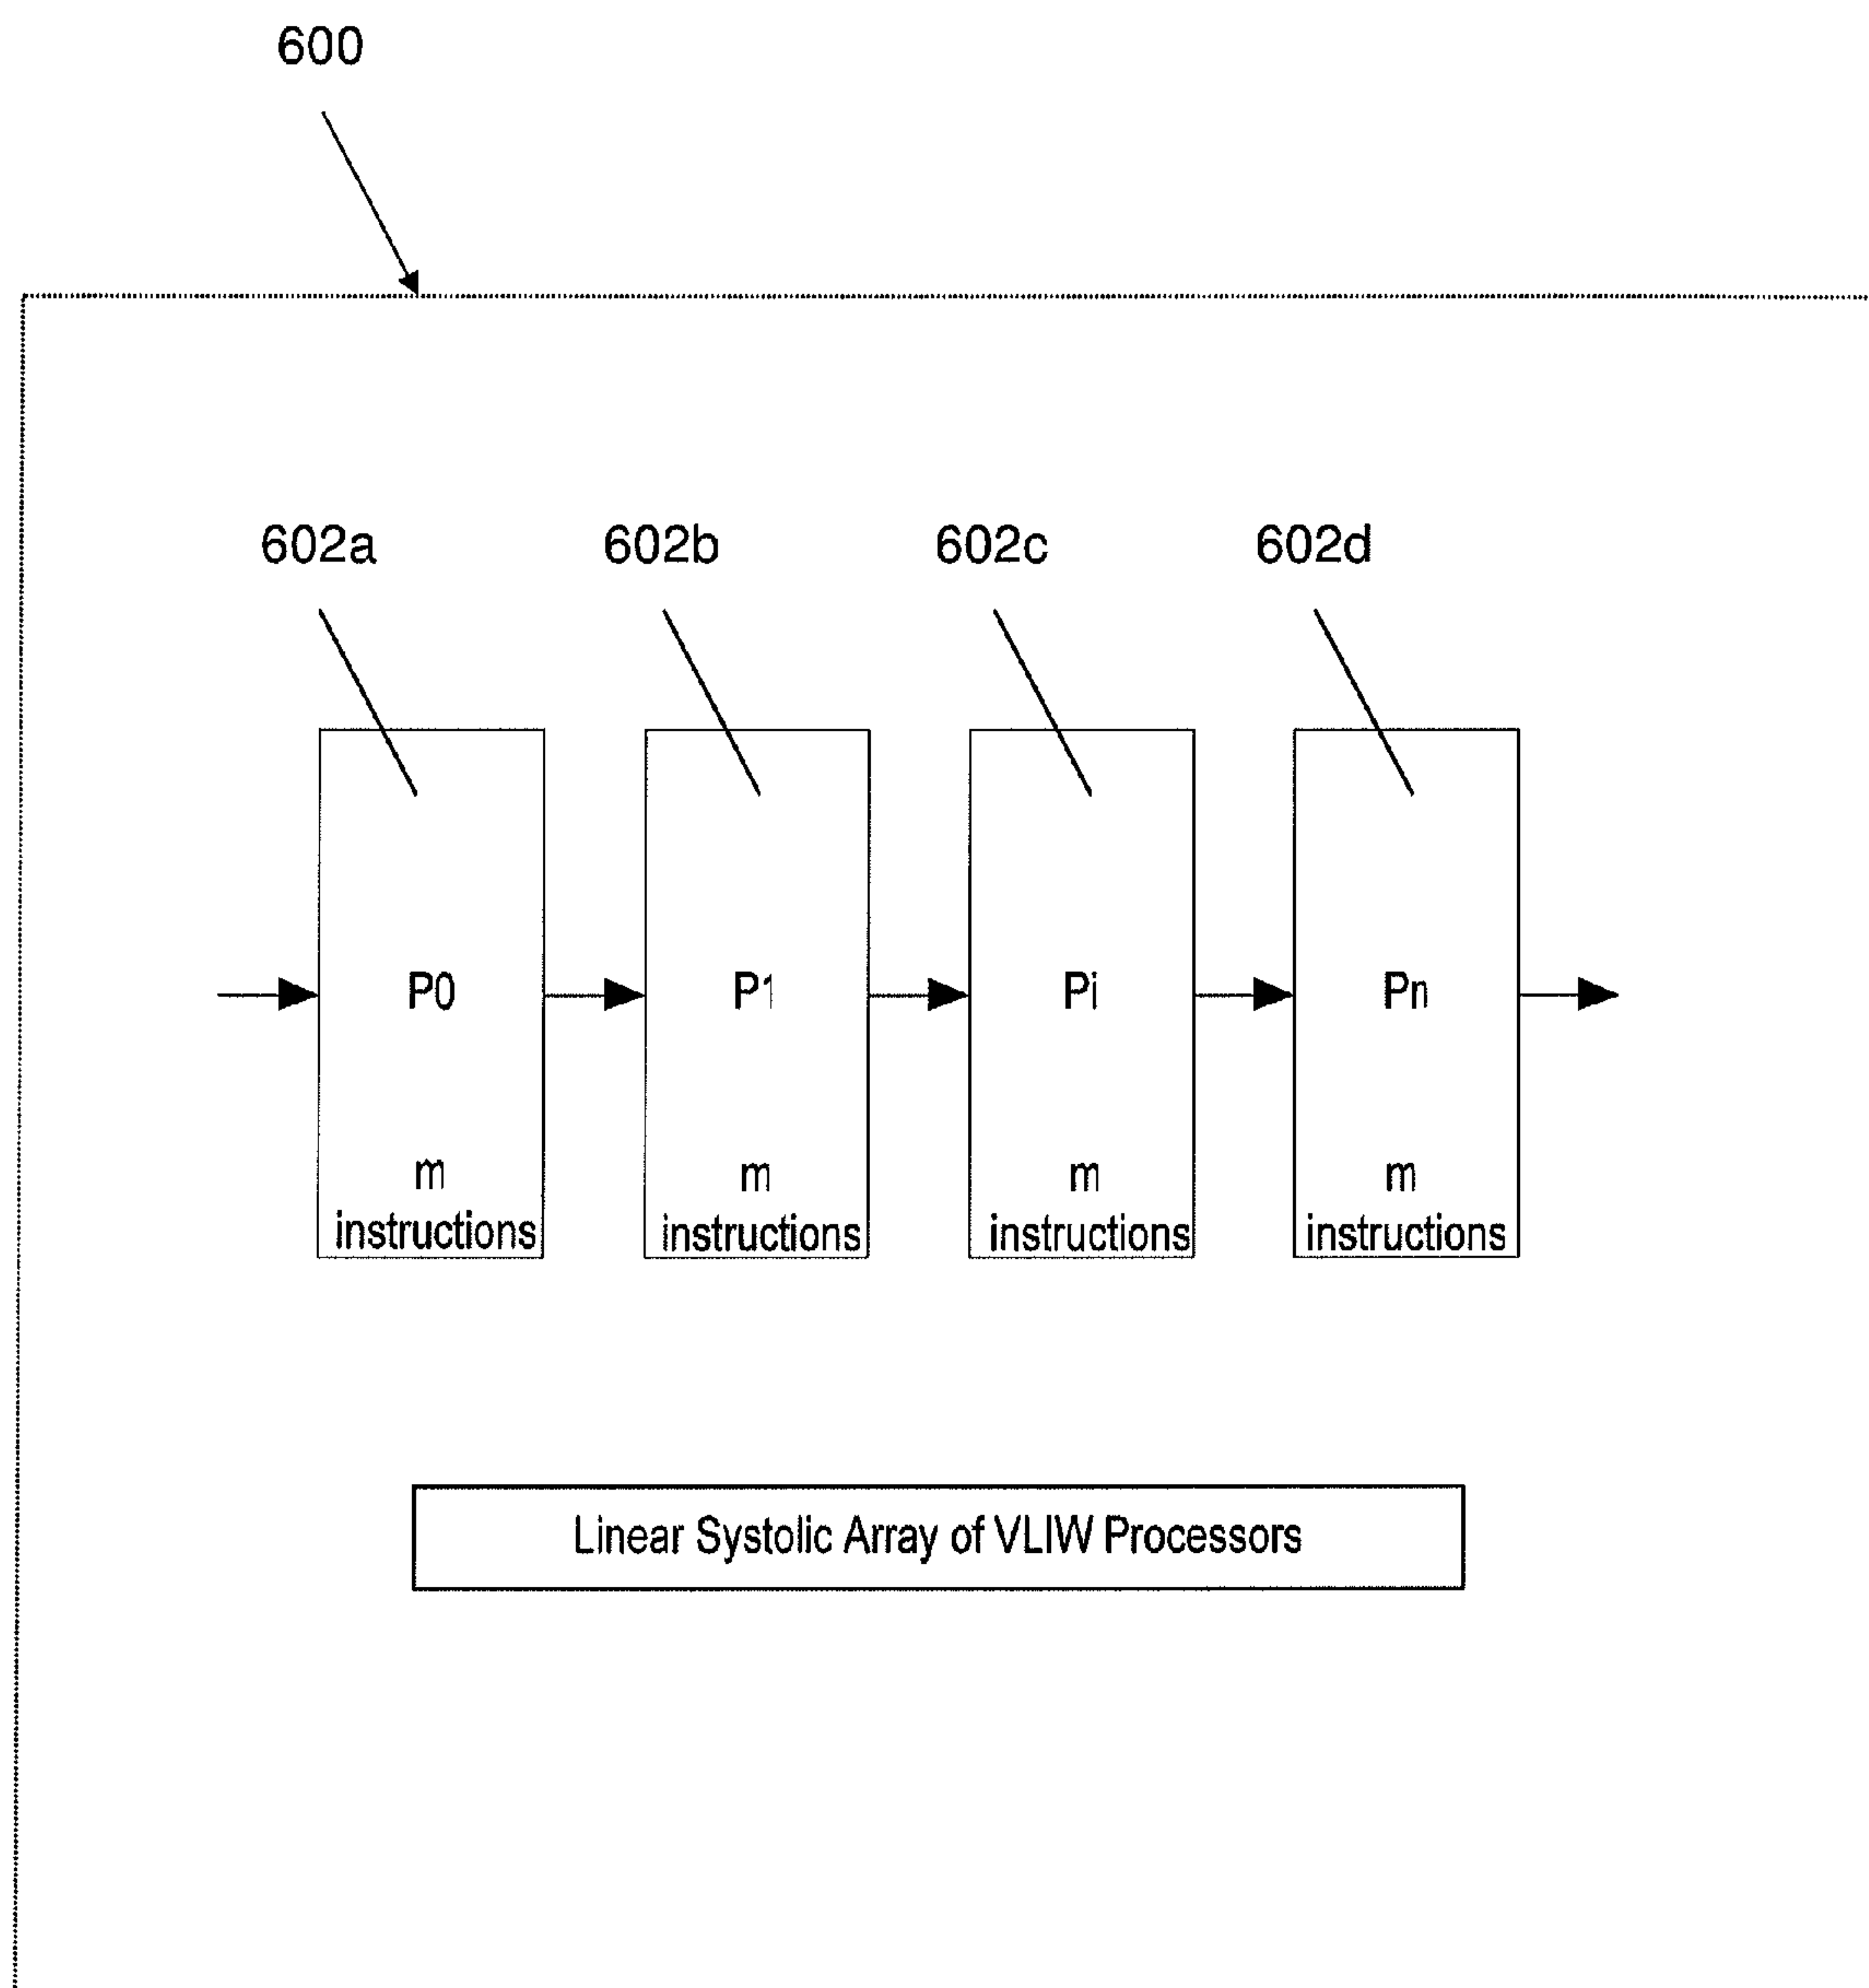 600
602a 602b 602c 602d
P0 P1 Pi Pn
m m m m
instructions instructions instructions instructions
Linear Systolic Array of VLIW Processors